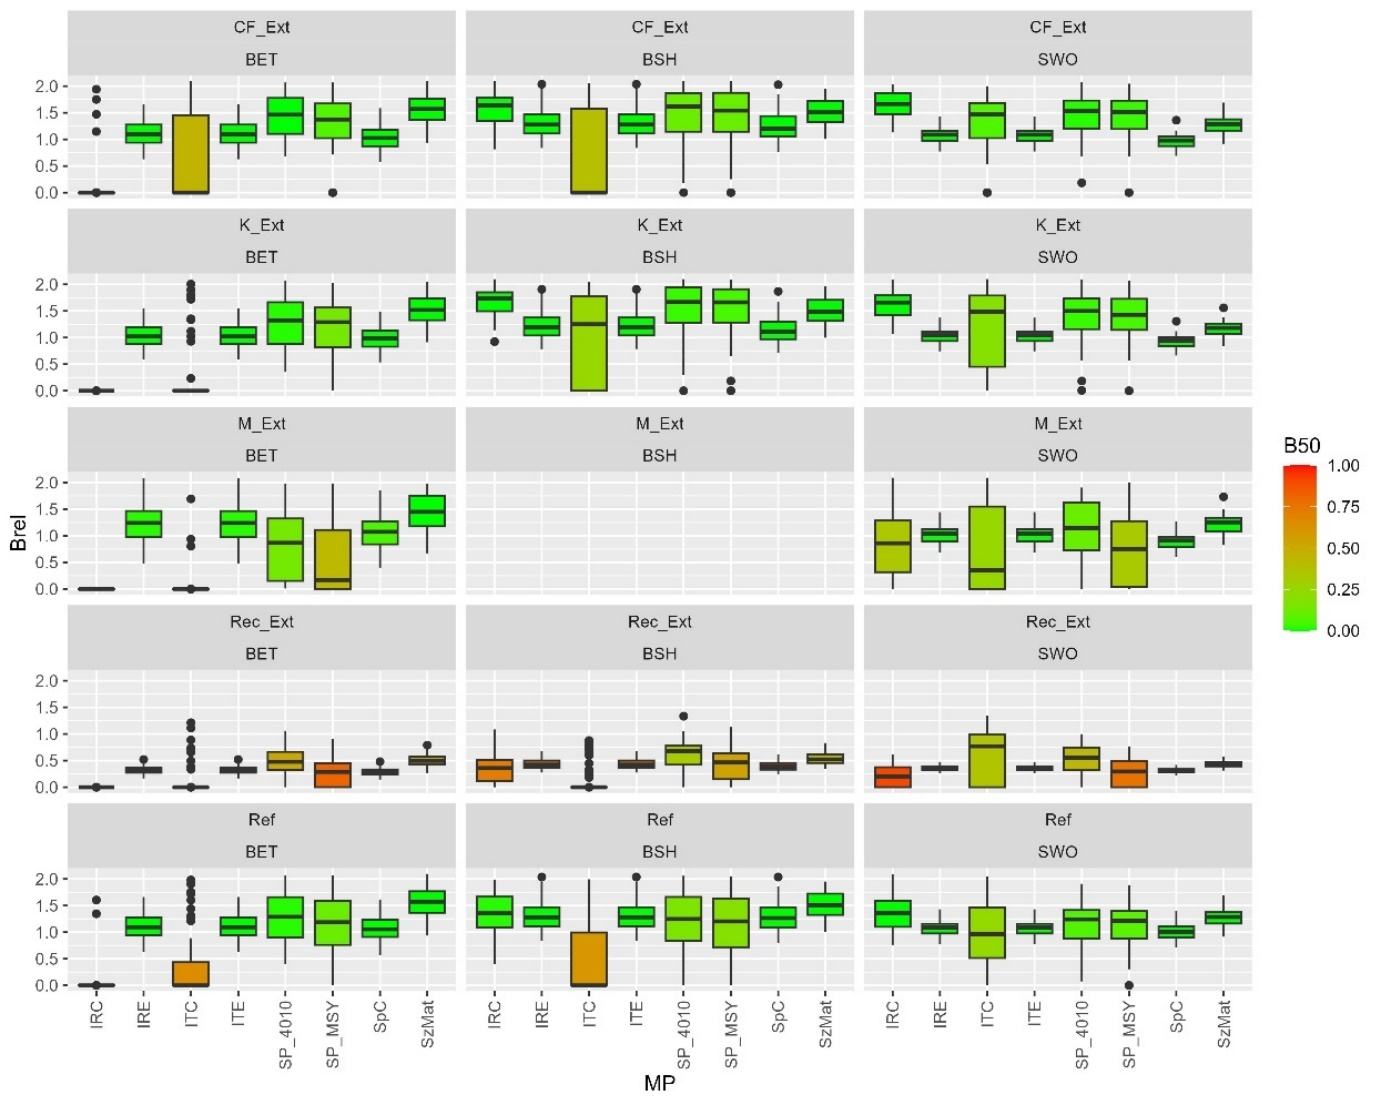 CF_Ext CF_Ext CF_Ext
BET BSH SWO
2.0
1.5
1.0
0.5
0.0
K_Ext K_Ext K_Ext
BET BSH SWO
2.0
1.5
1.0
0.5
0.0
M_Ext M_Ext M_Ext
BET BSH SWO
2.0
1.5
1.0
0.5
0.0
Rec_Ext Rec_Ext Rec_Ext
BET BSH SWO
2.0
1.5
1.0
0.5
0.0
Ref Ref Ref
BET BSH SWO
2.0
1.5
1.0
0.5
0.0
Brel
IRC IRE ITC ITE SP_4010 SP_MSY SpC SzMat IRC IRE ITC ITE SP_4010 SP_MSY SpC SzMat IRC IRE ITC ITE SP_4010 SP_MSY SpC SzMat
MP
B50
1.00
0.75
0.50
0.25
0.00